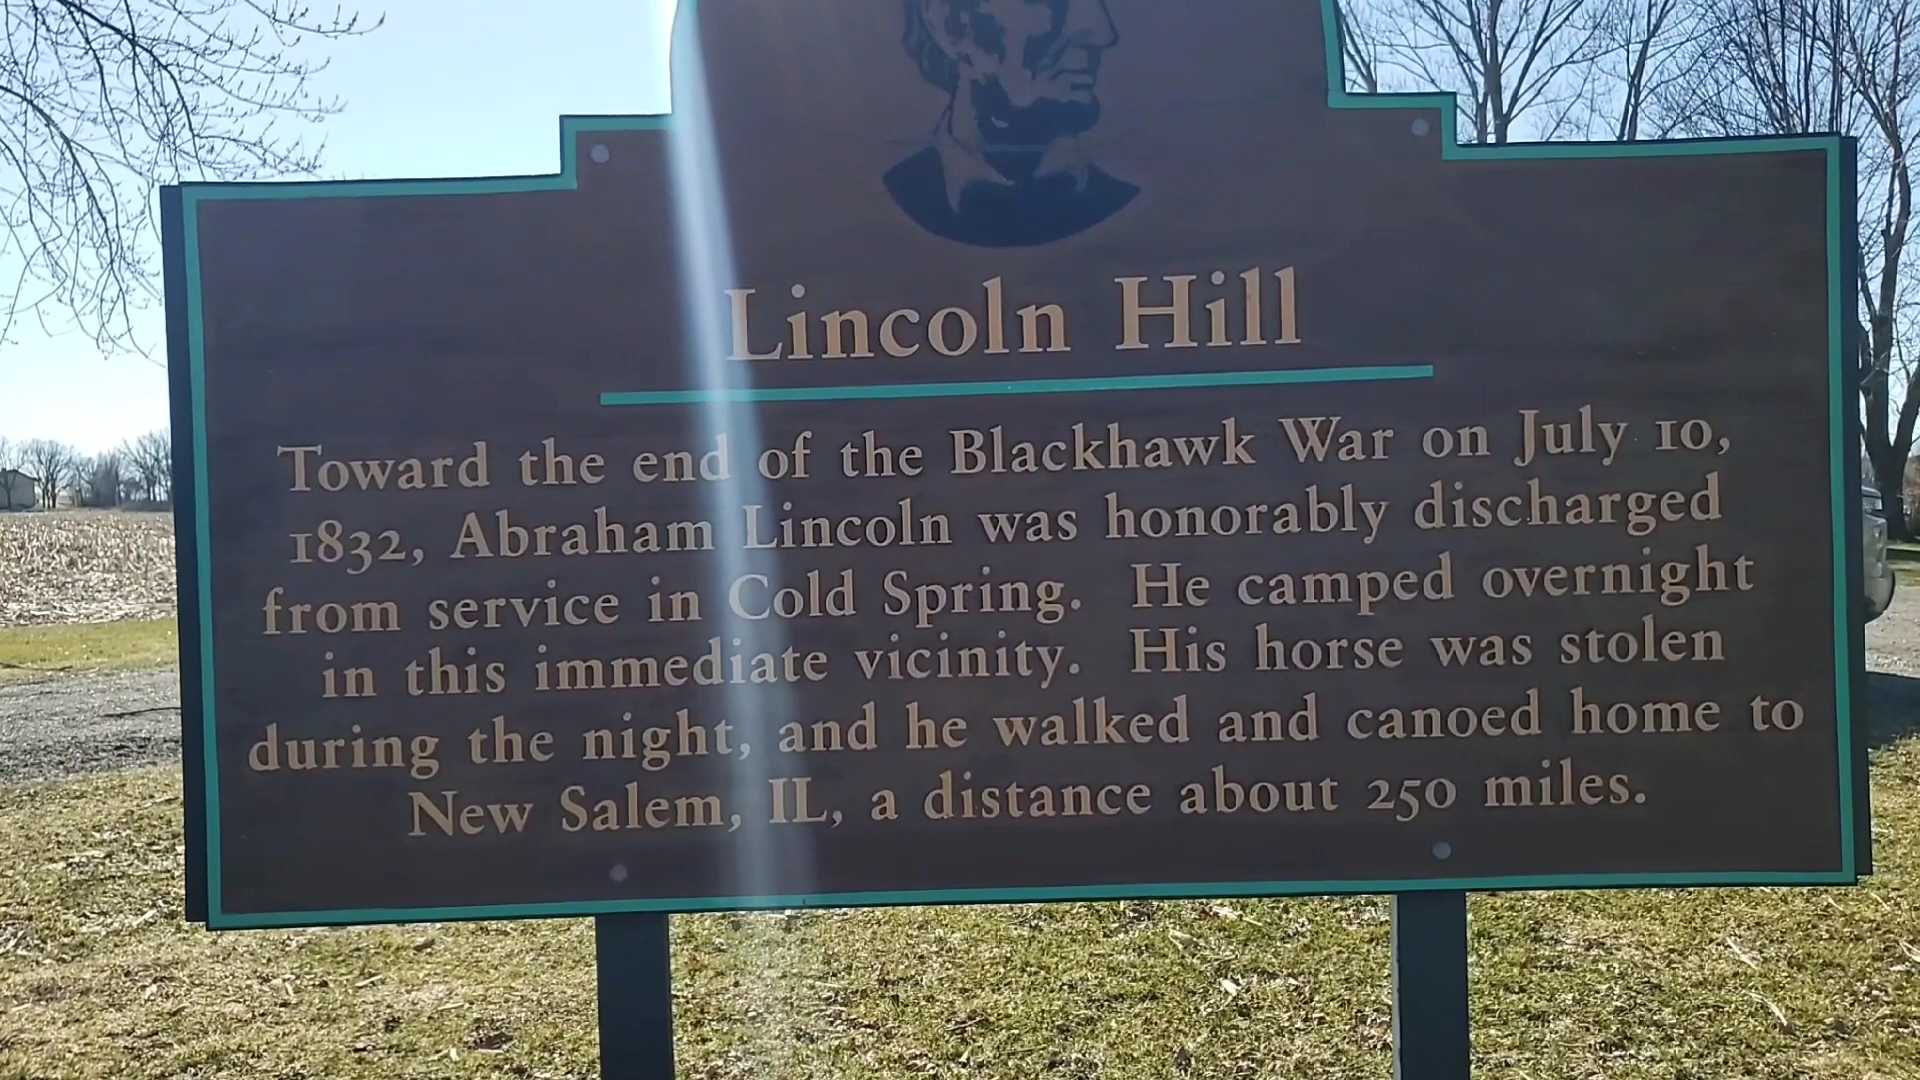 Lincoln Hill
Toward the end of the Blackhawk War on July 10,
1832, Abraham Lincoln was honorably discharged
from service in Cold Spring. He camped overnight
in this immediate vicinity. His horse was stolen
during the night, and he walked and canoed home to
New Salem, IL, a distance about 250 miles.